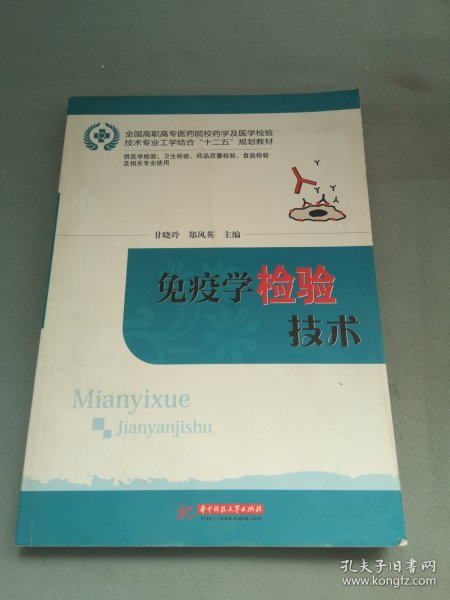 全国高职高专医药院校药学及医学检验
技术专业工学结合“十二五”规划教材
供医学检验、卫生检验、药品质量检验、食品检验
及相关专业使用
甘晓玲 郑凤英 主编
免疫学检验
技术
Mianyixue
Jianyanjishu
华中科技大学出版社
http://www.hustp.com
孔夫子旧书网
www.kongfz.com